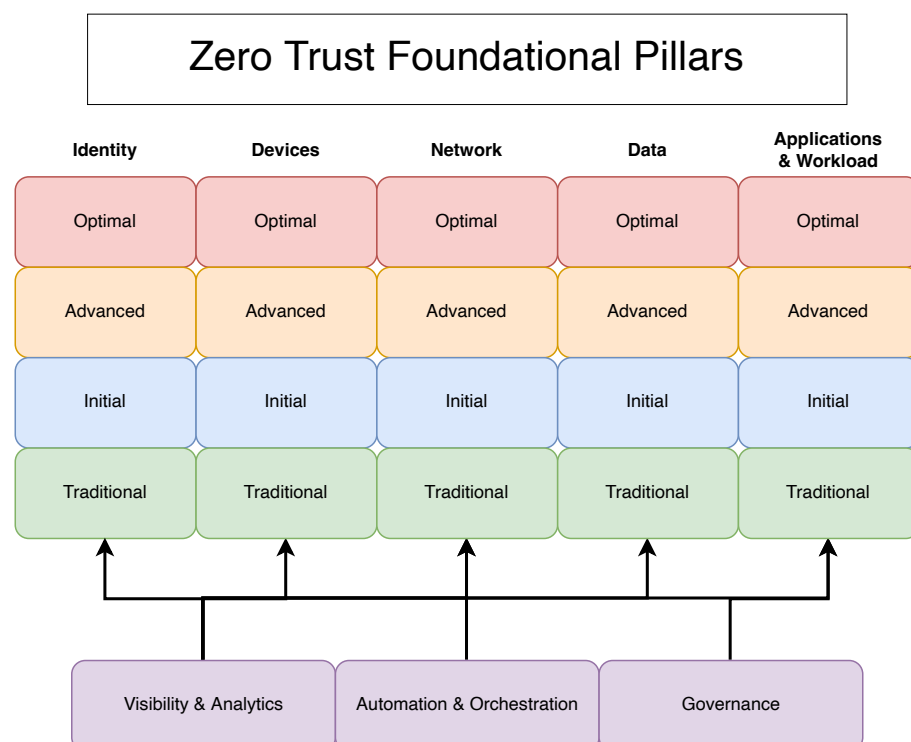 Zero Trust Foundational Pillars
Identity Devices Network Data Applications
& Workload
Optimal Optimal Optimal Optimal Optimal
Advanced Advanced Advanced Advanced Advanced
Initial Initial Initial Initial Initial
Traditional Traditional Traditional Traditional Traditional
Visibility & Analytics Automation & Orchestration Governance